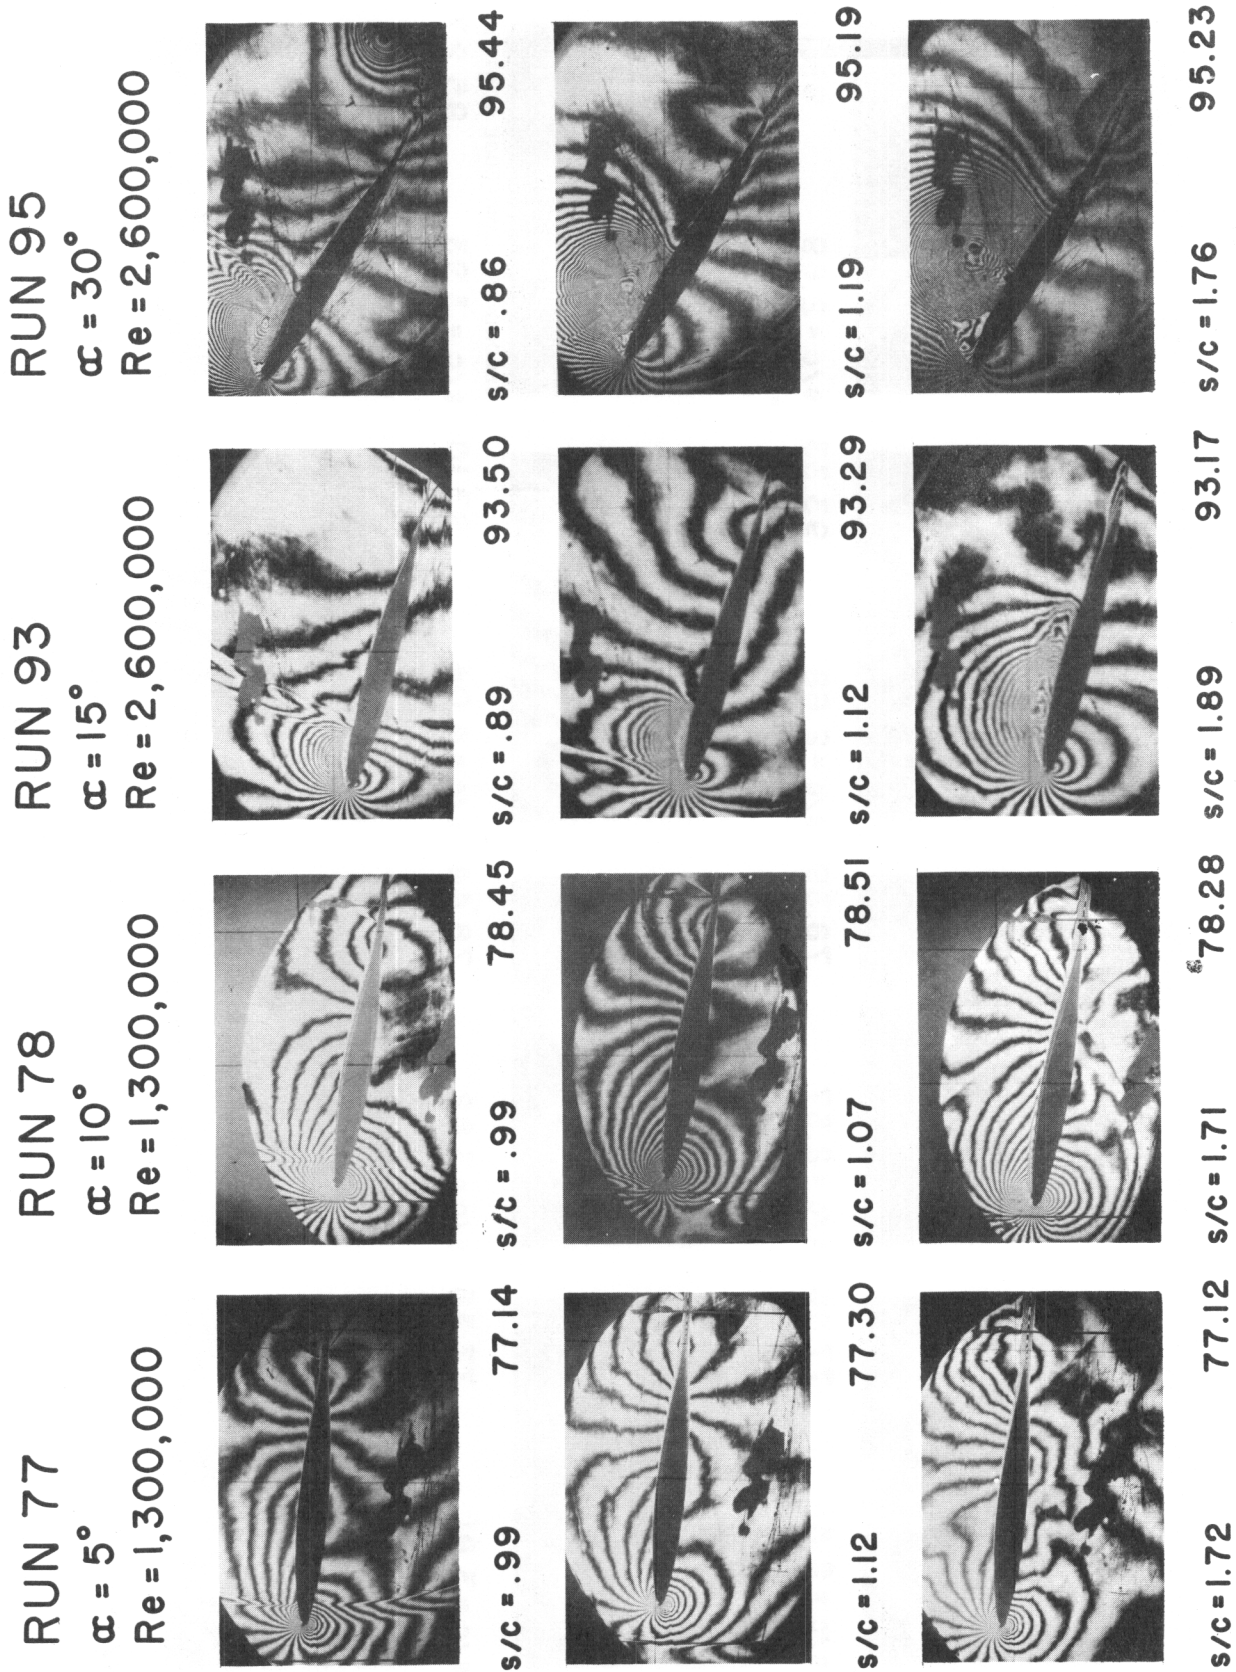 RUN 77
α = 5°
Re = 1,300,000
s/c = .99 77.14
s/c = 1.12 77.30
s/c = 1.72 77.12
RUN 78
α = 10°
Re = 1,300,000
s/c = .99 78.45
s/c = 1.07 78.51
s/c = 1.71 78.28
RUN 93
α = 15°
Re = 2,600,000
s/c = .89 93.50
s/c = 1.12 93.29
s/c = 1.89 93.17
RUN 95
α = 30°
Re = 2,600,000
s/c = .86 95.44
s/c = 1.19 95.19
s/c = 1.76 95.23